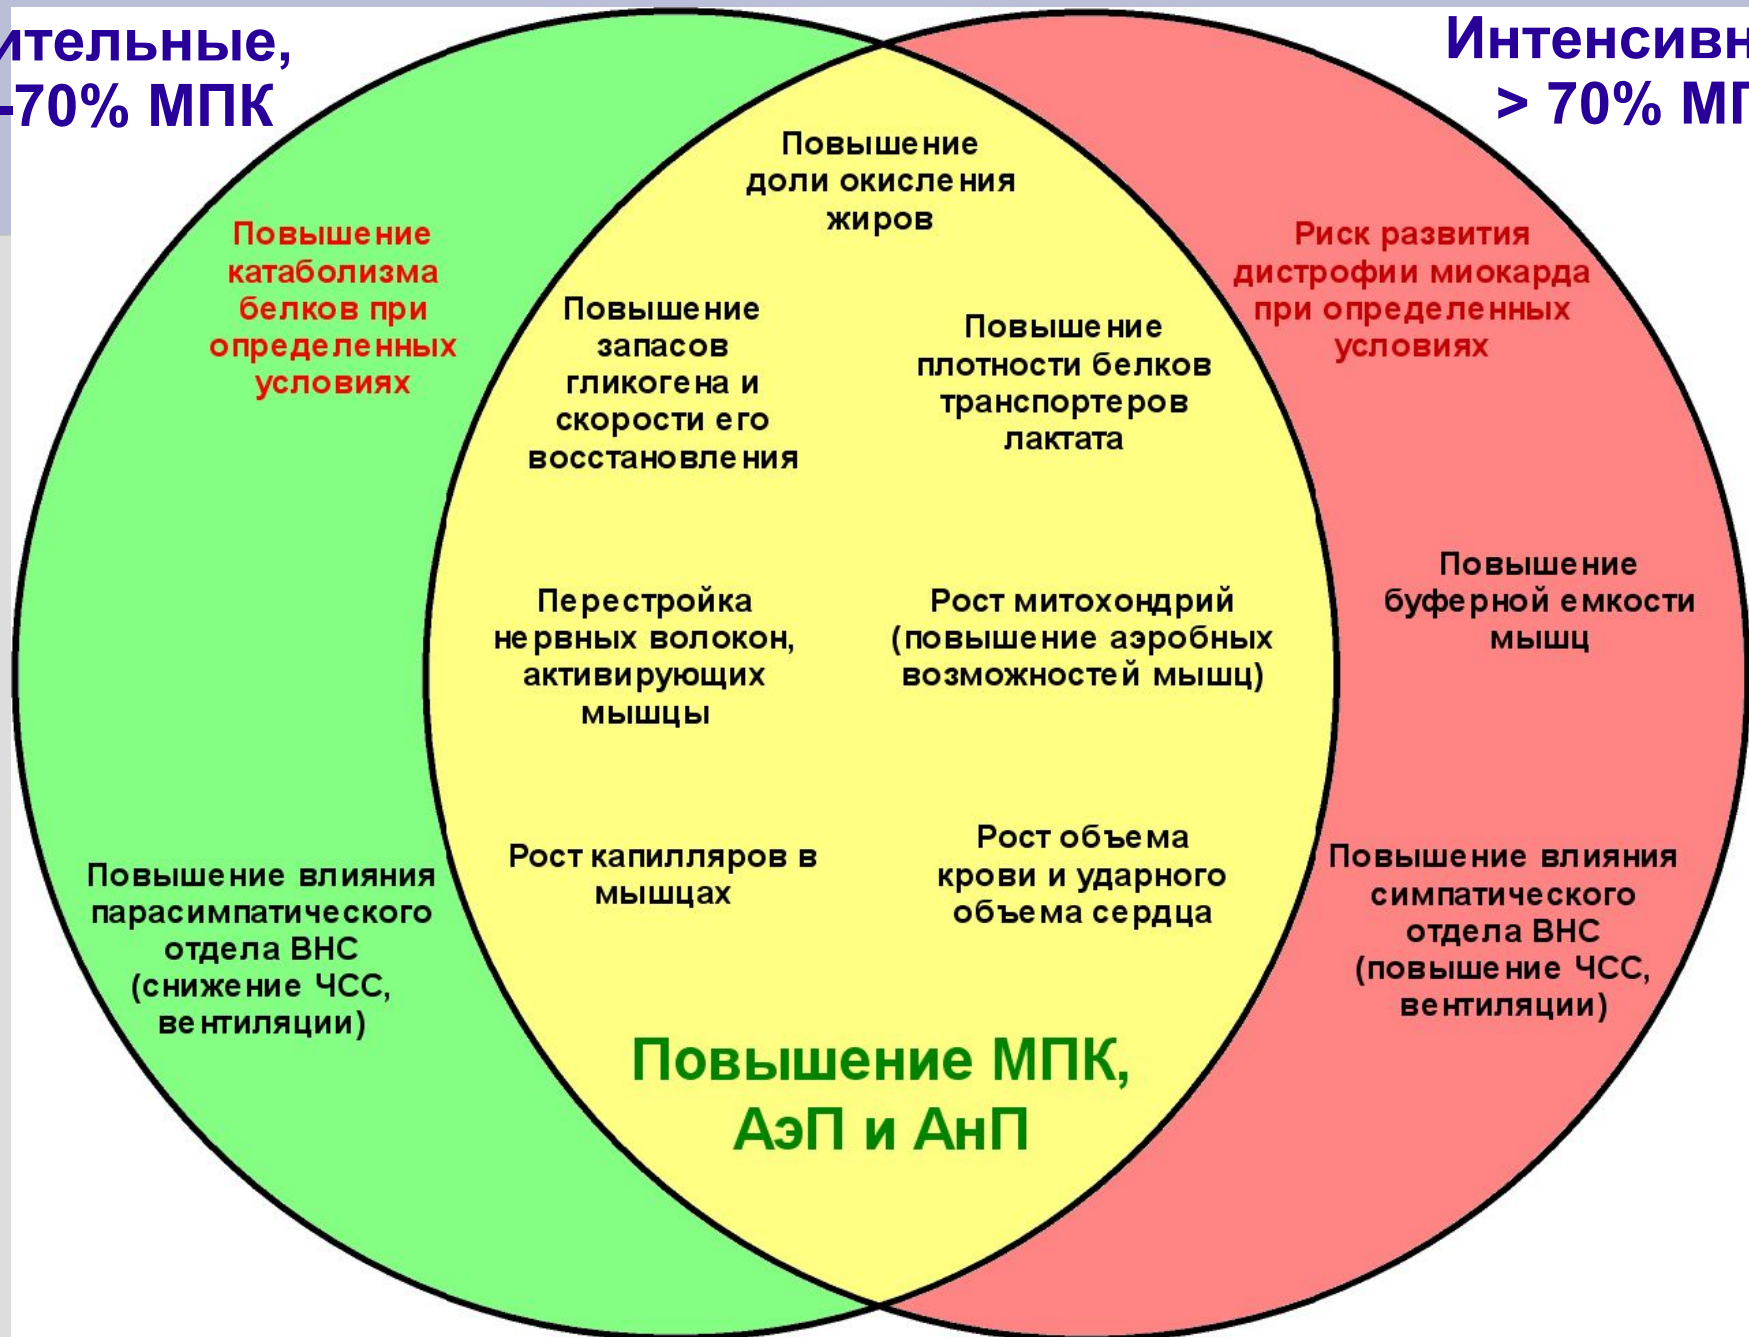 ительные,
-70% МПК
Интенсивн
> 70% МП
Повышение
доли окисления
жиров
Повышение
катаболизма
белков при
определенных
условиях
Повышение
запасов
гликогена и
скорости его
восстановления
Повышение
плотности белков
транспортеров
лактата
Риск развития
дистрофии миокарда
при определенных
условиях
Перестройка
нервных волокон,
активирующих
мышцы
Рост митохондрий
(повышение аэробных
возможностей мышц)
Повышение
буферной емкости
мышц
Повышение влияния
парасимпатического
отдела ВНС
(снижение ЧСС,
вентиляции)
Рост капилляров в
мышцах
Рост объема
крови и ударного
объема сердца
Повышение влияния
симпатического
отдела ВНС
(повышение ЧСС,
вентиляции)
Повышение МПК,
АэП и АнП